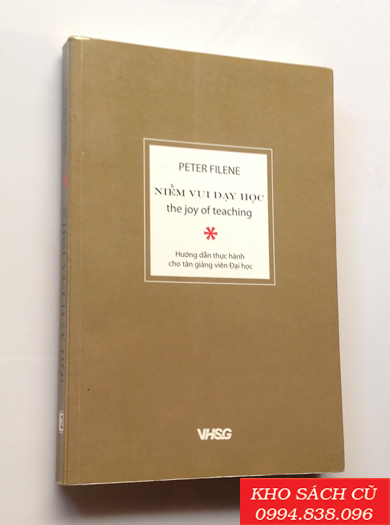 PETER FILENE
NIỀM VUI DẠY HỌC
the joy of teaching
*
Hướng dẫn thực hành
cho tân giảng viên Đại học
VHSG
KHO SÁCH CŨ
0994.838.096